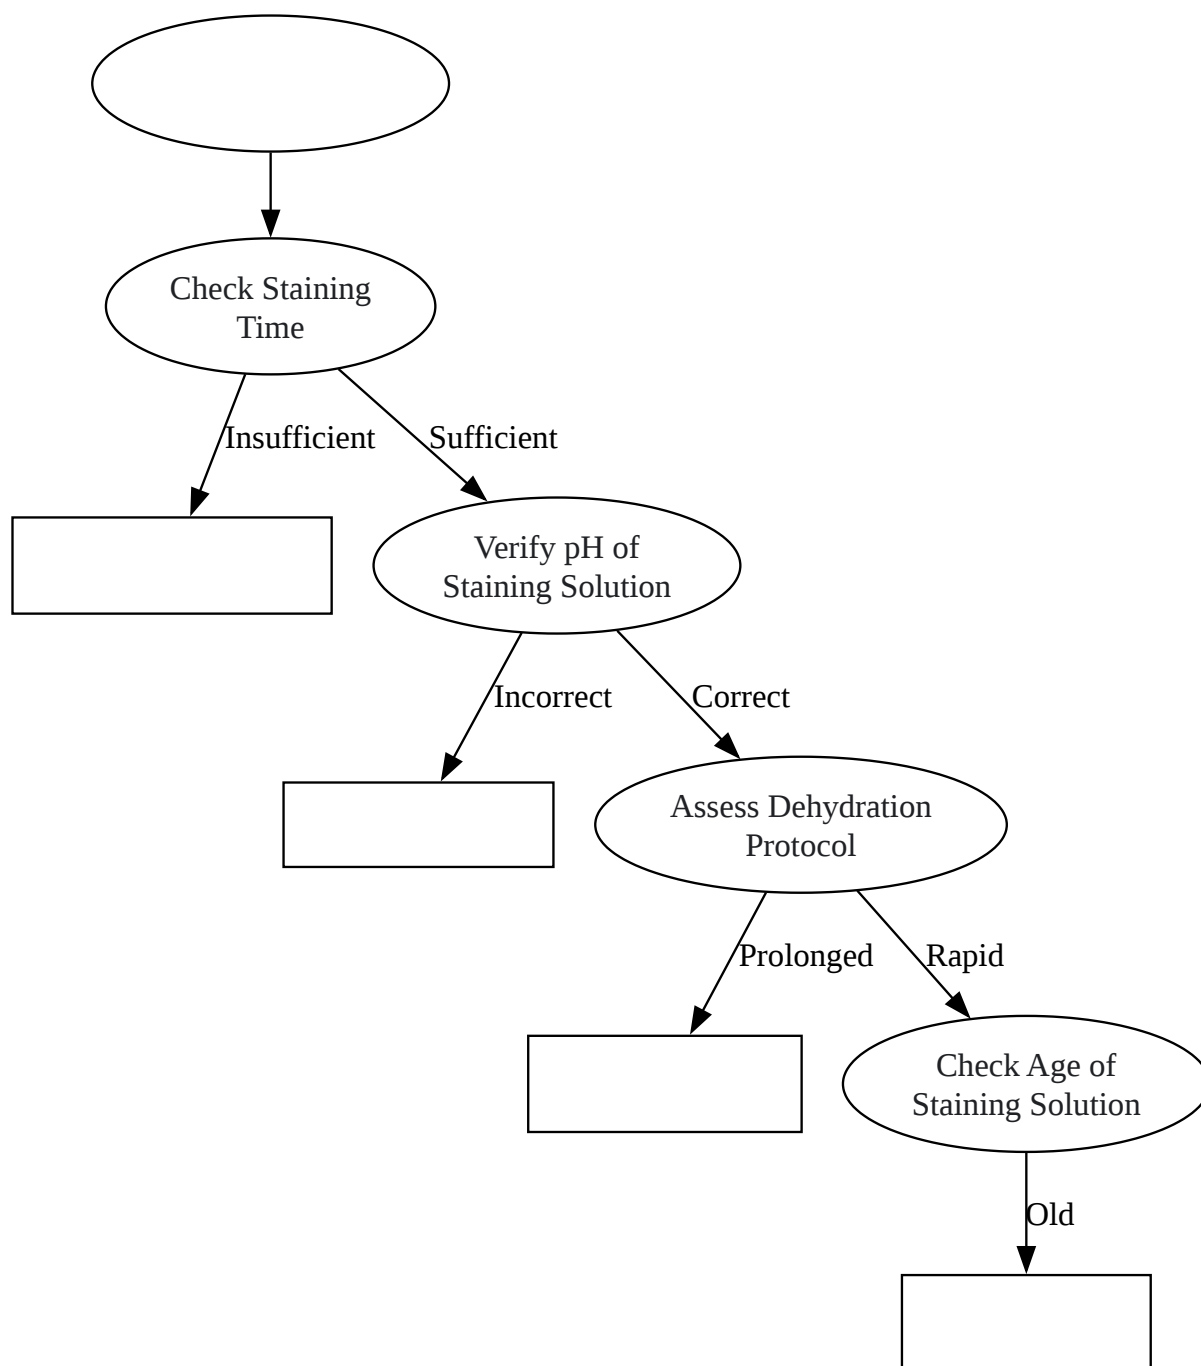 Check Staining
Time
Insufficient
Sufficient
Verify pH of
Staining Solution
Incorrect
Correct
Assess Dehydration
Protocol
Prolonged
Rapid
Check Age of
Staining Solution
Old